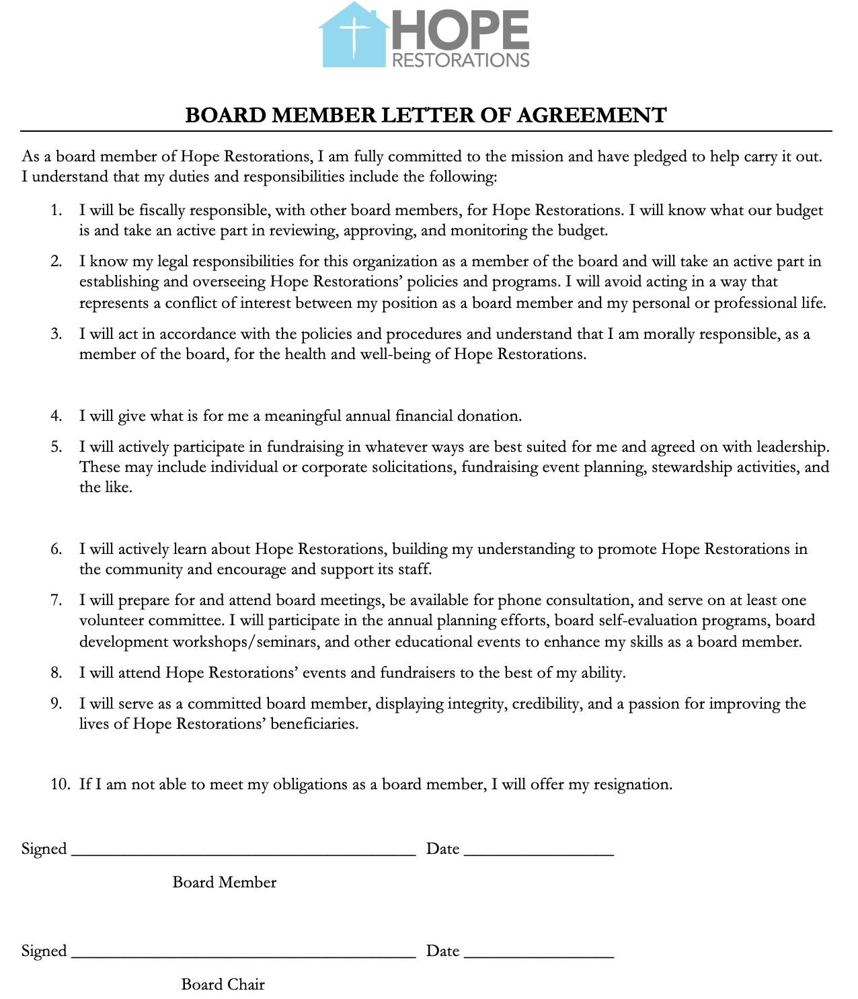 HOPE
RESTORATIONS
BOARD MEMBER LETTER OF AGREEMENT
As a board member of Hope Restorations, I am fully committed to the mission and have pledged to help carry it out.
I understand that my duties and responsibilities include the following:
1. I will be fiscally responsible, with other board members, for Hope Restorations. I will know what our budget
is and take an active part in reviewing, approving, and monitoring the budget.
2. I know my legal responsibilities for this organization as a member of the board and will take an active part in
establishing and overseeing Hope Restorations’ policies and programs. I will avoid acting in a way that
represents a conflict of interest between my position as a board member and my personal or professional life.
3. I will act in accordance with the policies and procedures and understand that I am morally responsible, as a
member of the board, for the health and well-being of Hope Restorations.
4. I will give what is for me a meaningful annual financial donation.
5. I will actively participate in fundraising in whatever ways are best suited for me and agreed on with leadership.
These may include individual or corporate solicitations, fundraising event planning, stewardship activities, and
the like.
6. I will actively learn about Hope Restorations, building my understanding to promote Hope Restorations in
the community and encourage and support its staff.
7. I will prepare for and attend board meetings, be available for phone consultation, and serve on at least one
volunteer committee. I will participate in the annual planning efforts, board self-evaluation programs, board
development workshops/seminars, and other educational events to enhance my skills as a board member.
8. I will attend Hope Restorations’ events and fundraisers to the best of my ability.
9. I will serve as a committed board member, displaying integrity, credibility, and a passion for improving the
lives of Hope Restorations’ beneficiaries.
10. If I am not able to meet my obligations as a board member, I will offer my resignation.
Signed ________________________________________ Date _________________
Board Member
Signed ________________________________________ Date _________________
Board Chair